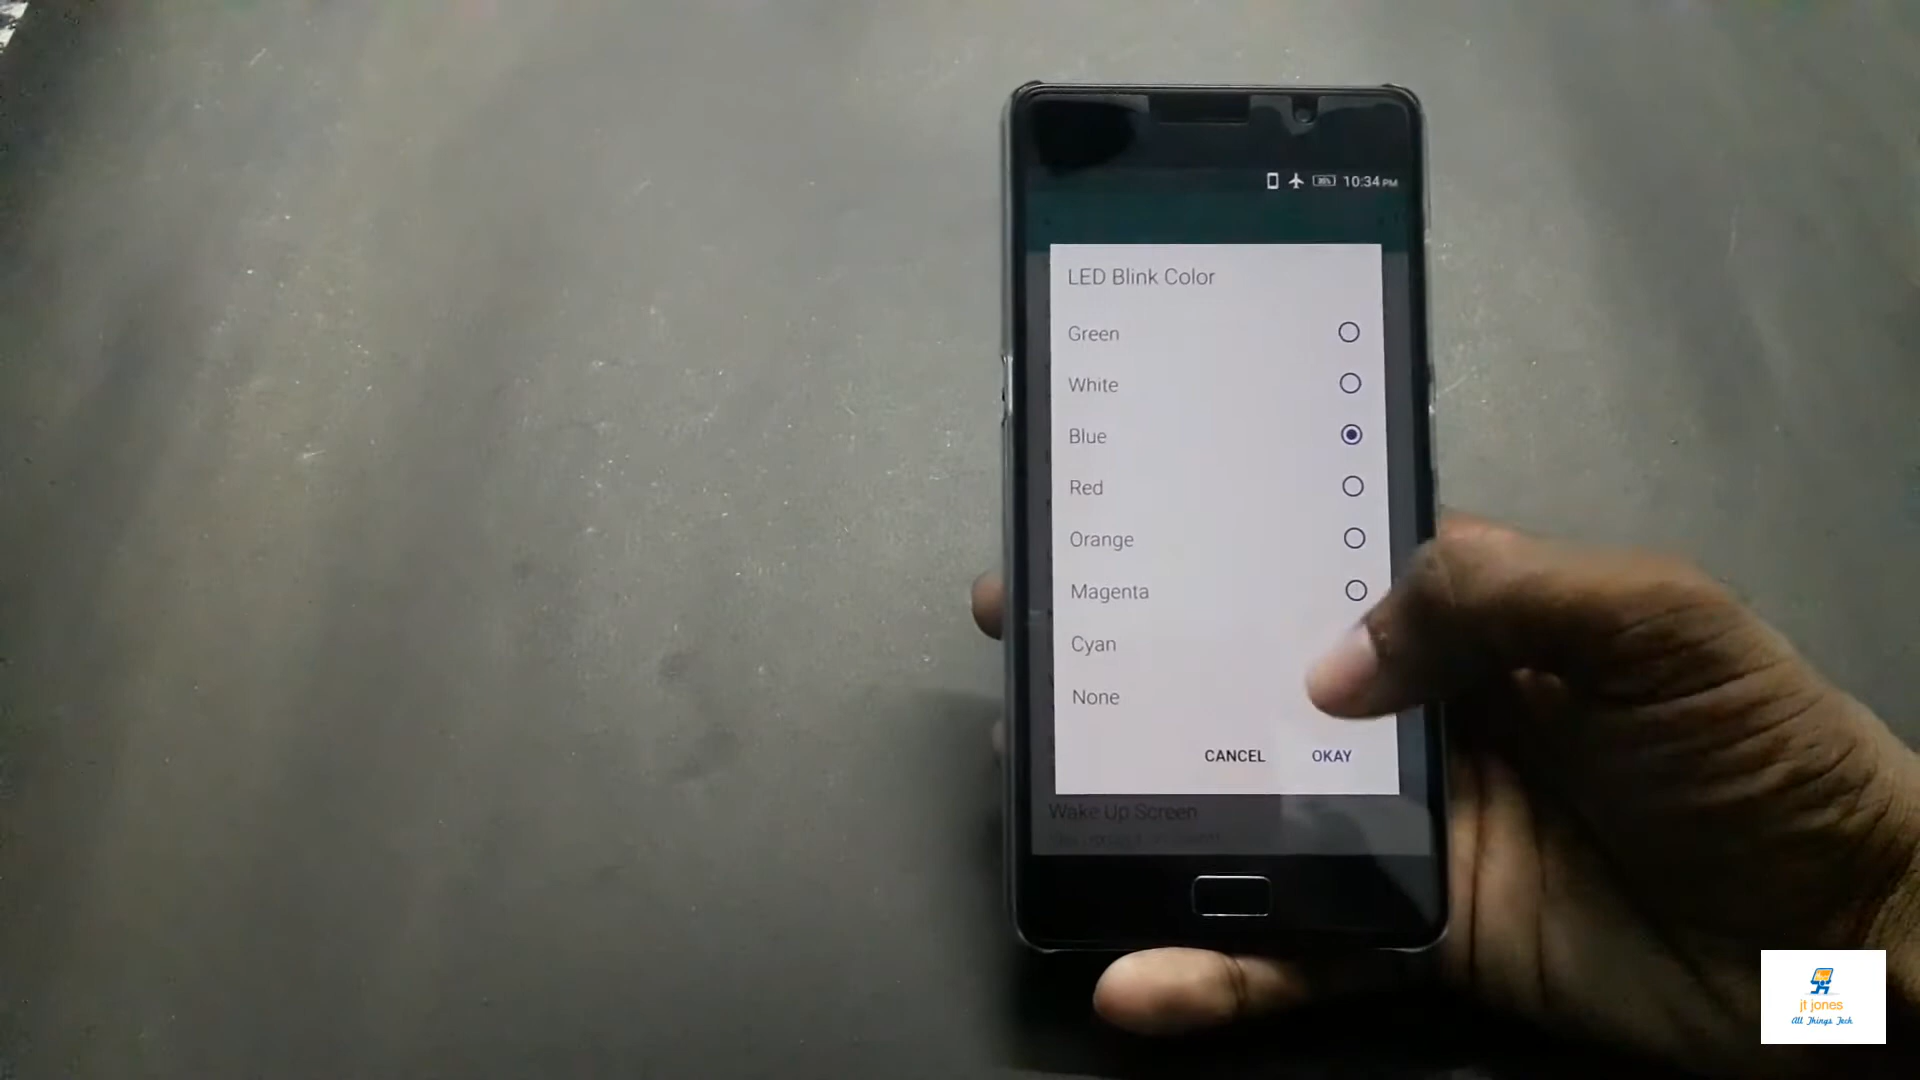 10:34 PM
LED Blink Color
Green
White
Blue
Red
Orange
Magenta
Cyan
None
CANCEL OKAY
Wake Up Screen
jt jones
All Things Tech